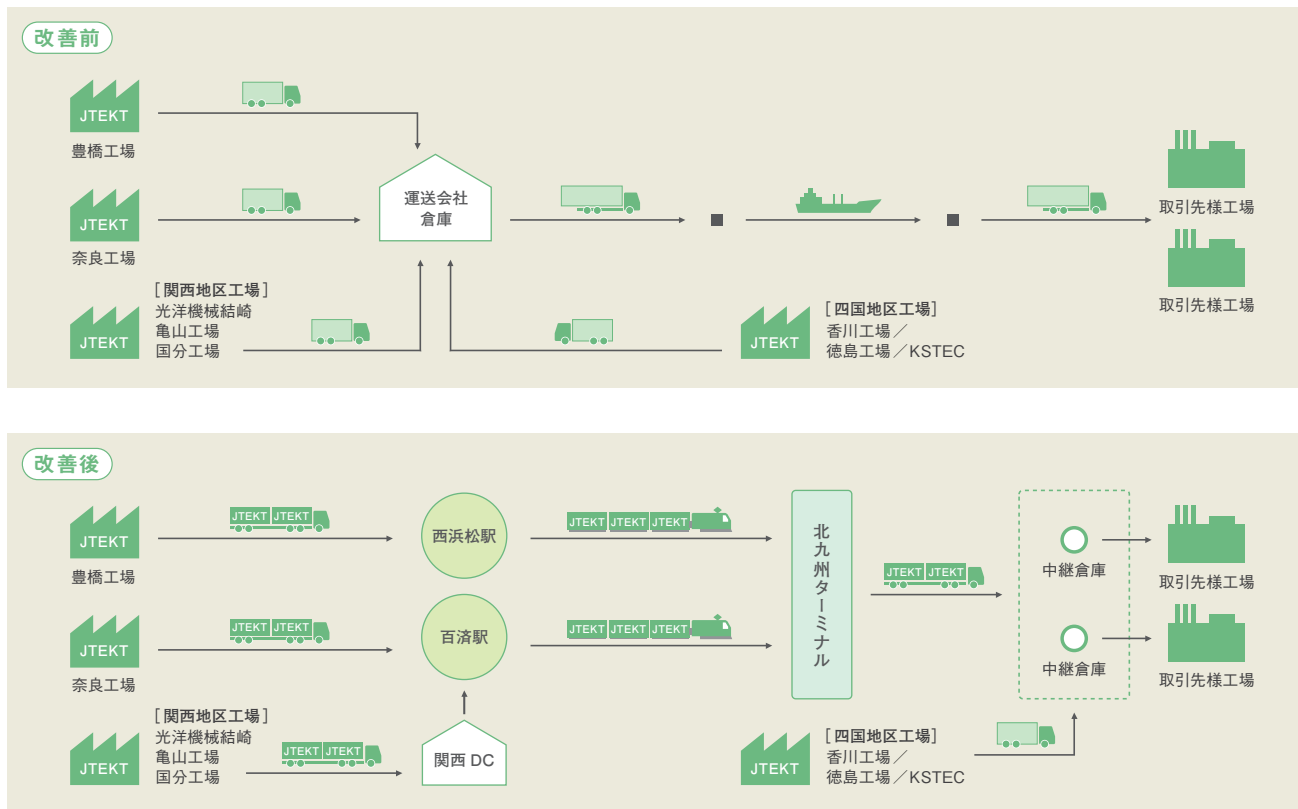 改善前
JTEKT
豊橋工場
JTEKT
奈良工場
JTEKT
[関西地区工場]
光洋機械結崎
亀山工場
国分工場
運送会社
倉庫
JTEKT
[四国地区工場]
香川工場／
徳島工場／KSTEC
取引先様工場
取引先様工場
改善後
JTEKT
豊橋工場
JTEKT JTEKT
西浜松駅
JTEKT JTEKT JTEKT
JTEKT
奈良工場
JTEKT JTEKT
百済駅
JTEKT JTEKT JTEKT
JTEKT
[関西地区工場]
光洋機械結崎
亀山工場
国分工場
JTEKT JTEKT
関西 DC
北九州ターミナル
JTEKT JTEKT
中継倉庫
中継倉庫
取引先様工場
取引先様工場
JTEKT
[四国地区工場]
香川工場／
徳島工場／KSTEC